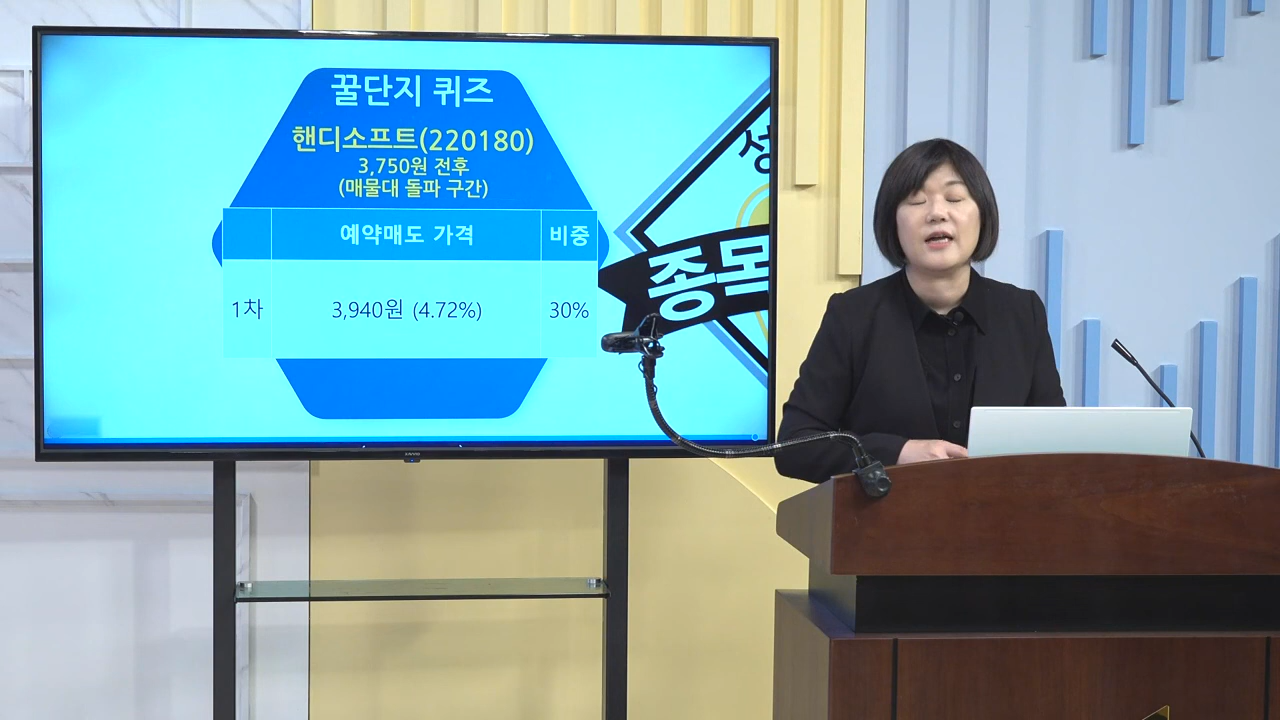 꿀단지 퀴즈
핸디소프트(220180)
3,750원 전후
(매물대 돌파 구간)
예약매도 가격 비중
1차 3,940원 (4.72%) 30%
성
종목